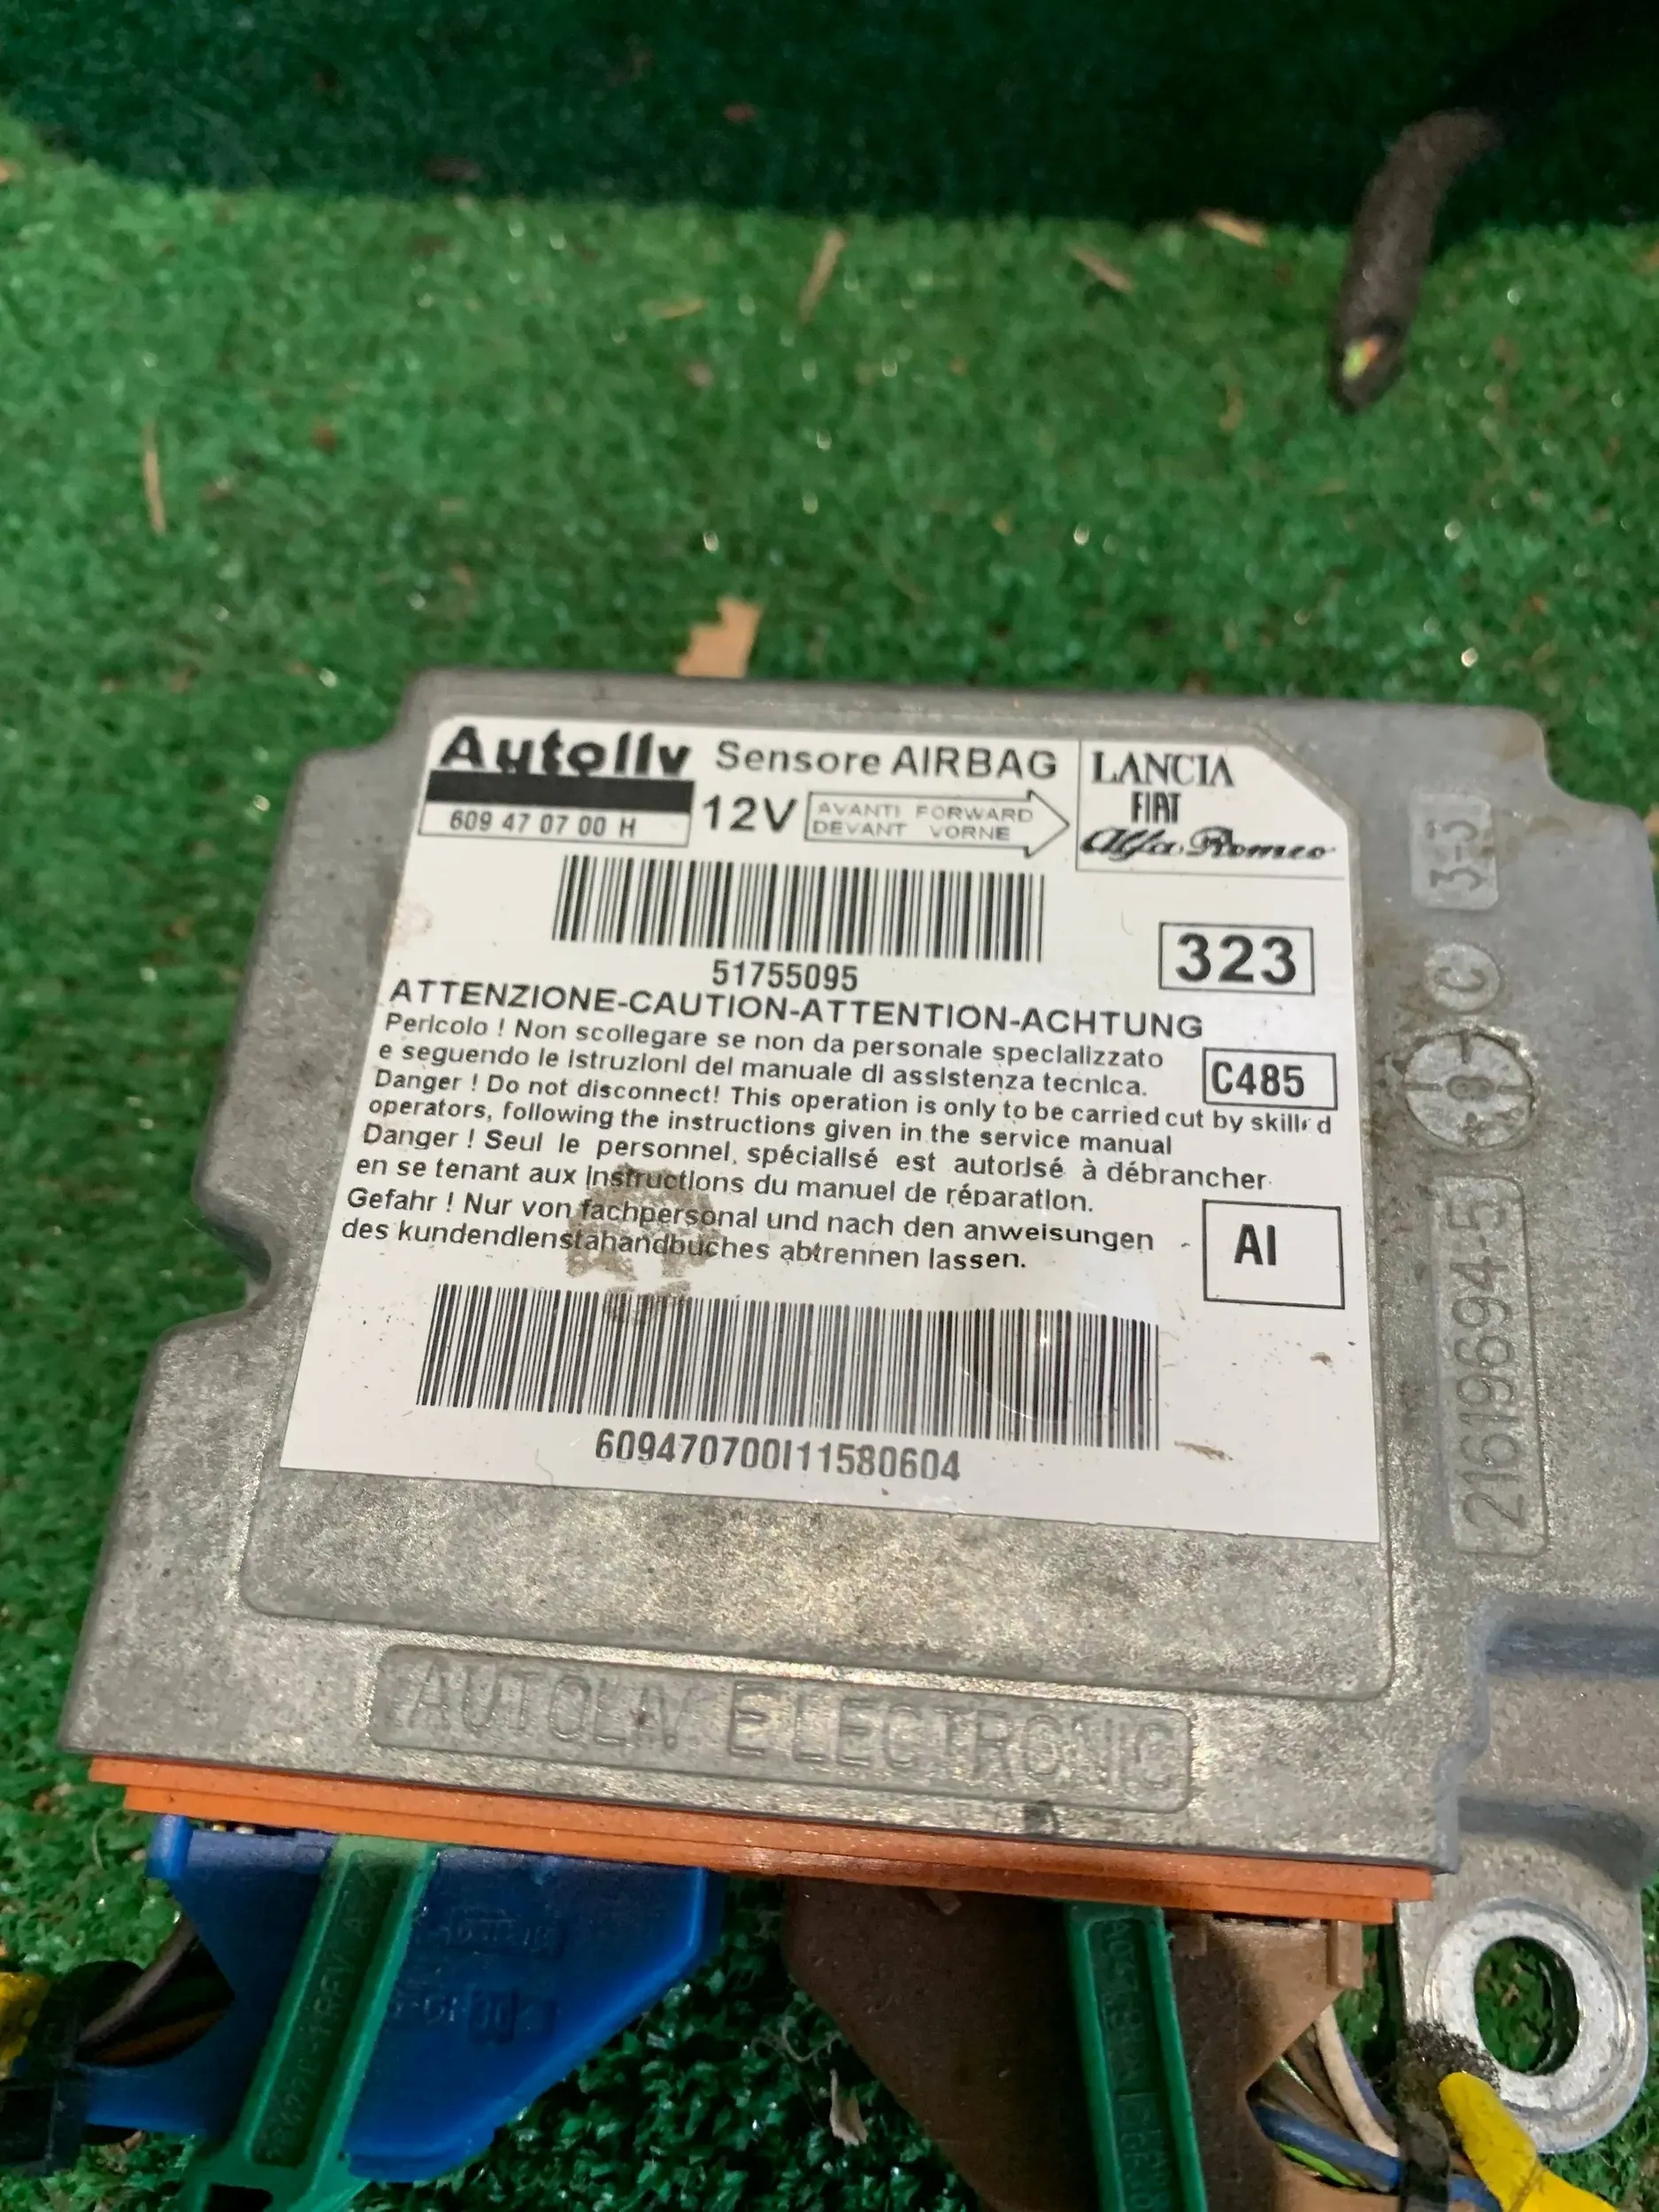 Autoliv Sensore AIRBAG
LANCIA
FIAT
Alfa Romeo
609 47 07 00 H
12V
AVANTI FORWARD
DEVANT VORNE
51755095
323
ATTENZIONE-CAUTION-ATTENTION-ACHTUNG
Pericolo ! Non scollegare se non da personale specializzato
e seguendo le istruzioni del manuale di assistenza tecnica.
C485
Danger ! Do not disconnect! This operation is only to be carried cut by skilled
operators, following the instructions given in the service manual
Danger ! Seul le personnel, spécialisé est autorisé à débrancher
en se tenant aux instructions du manuel de réparation.
Gefahr ! Nur von fachpersonal und nach den anweisungen
des kundendienstahandbuches abtrennen lassen.
AI
609470700I11580604
3-3
C
2161969 4-5
AUTOLIV ELECTRONIC